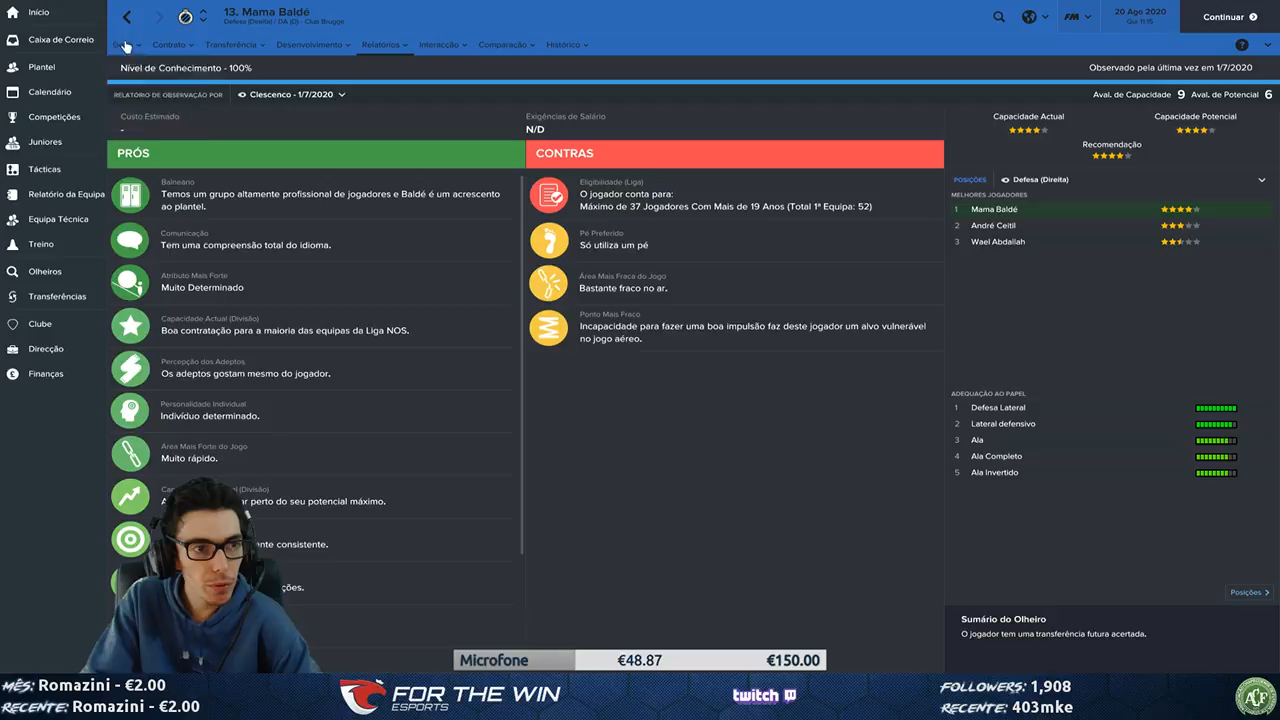 Início
13. Mama Baldé
Defesa (Direita) / DA (D) - Club Brugge
FM
20 Ago 2020
Qui 11:15
Continuar
Caixa de Correio
Contrato
Transferência
Desenvolvimento
Relatórios
Interacção
Comparação
Histórico
?
Plantel
Nível de Conhecimento - 100%
Observado pela última vez em 1/7/2020
Calendário
RELATÓRIO DE OBSERVAÇÃO POR
Clescenco - 1/7/2020
Aval. de Capacidade 9 Aval. de Potencial 6
Competições
Custo Estimado
-
Exigências de Salário
N/D
Capacidade Actual
Capacidade Potencial
Juniores
PRÓS
CONTRAS
Recomendação
Tácticas
Relatório da Equipa
Equipa Técnica
Treino
Olheiros
Transferências
Clube
Direcção
Finanças
Balneário
Temos um grupo altamente profissional de jogadores e Baldé é um acrescento
ao plantel.
Comunicação
Tem uma compreensão total do idioma.
Atributo Mais Forte
Muito Determinado
Capacidade Actual (Divisão)
Boa contratação para a maioria das equipas da Liga NOS.
Percepção dos Adeptos
Os adeptos gostam mesmo do jogador.
Personalidade Individual
Indivíduo determinado.
Área Mais Forte do Jogo
Muito rápido.
(Divisão)
perto do seu potencial máximo.
consistente.
Eligibilidade (Liga)
O jogador conta para:
Máximo de 37 Jogadores Com Mais de 19 Anos (Total 1ª Equipa: 52)
Pé Preferido
Só utiliza um pé
Área Mais Fraca do Jogo
Bastante fraco no ar.
Ponto Mais Fraco
Incapacidade para fazer uma boa impulsão faz deste jogador um alvo vulnerável
no jogo aéreo.
POSIÇÕES
Defesa (Direita)
MELHORES JOGADORES
1 Mama Baldé
2 André Ceitil
3 Wael Abdallah
ADEQUAÇÃO AO PAPEL
1 Defesa Lateral
2 Lateral defensivo
3 Ala
4 Ala Completo
5 Ala Invertido
Posições
Sumário do Olheiro
O jogador tem uma transferência futura acertada.
Microfone
€48.87
€150.00
MÊS: Romazini - €2.00
RECENTE: Romazini - €2.00
FOR THE WIN
ESPORTS
twitch
FOLLOWERS: 1,908
RECENTE: 403mke
ACF